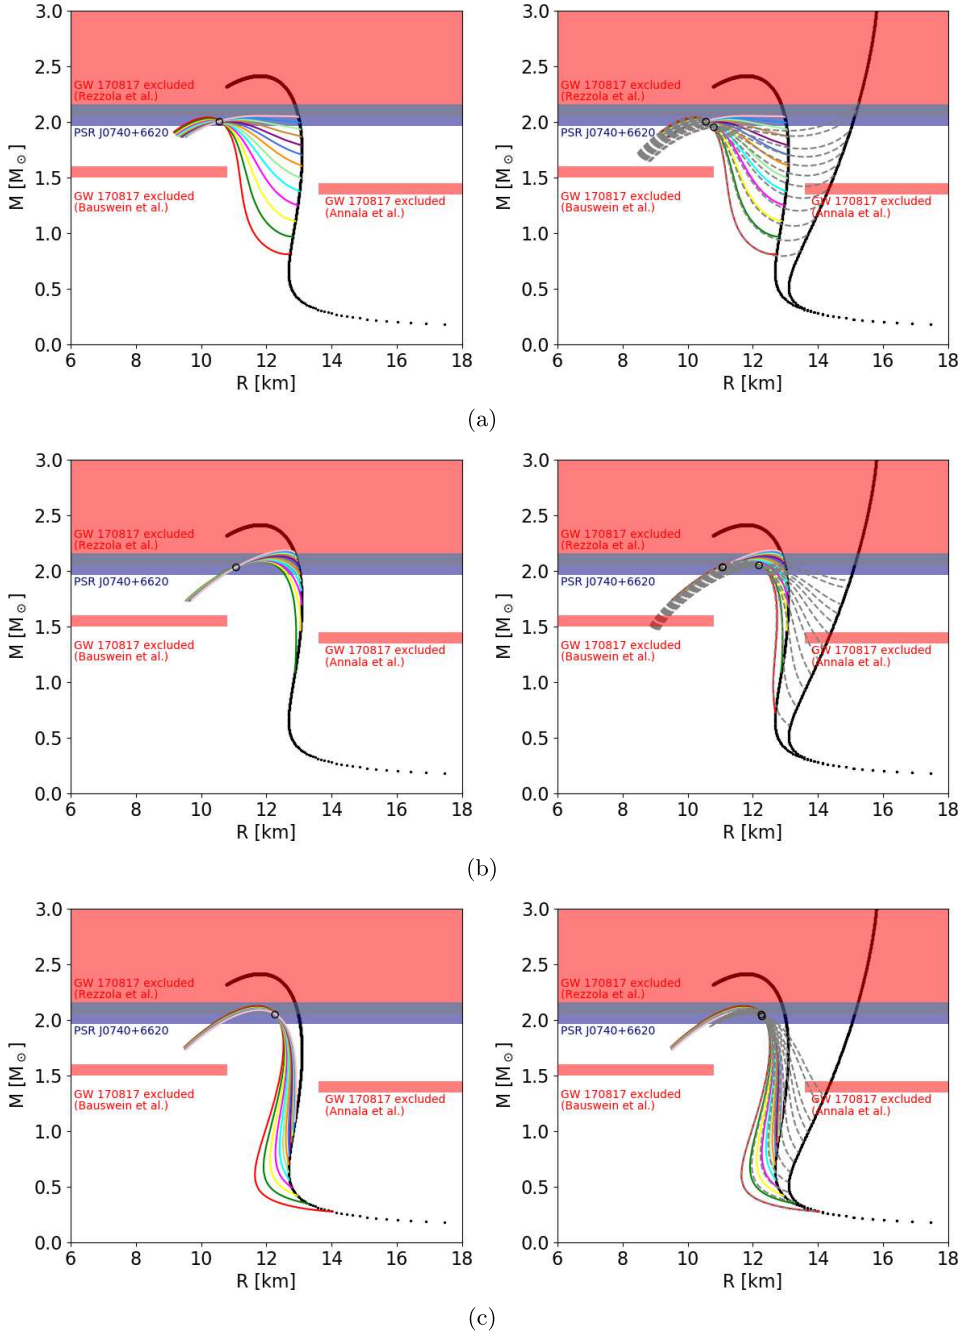 3.0
2.5
2.0
1.5
1.0
0.5
0.0
M [M⊙]
GW 170817 excluded
(Rezzola et al.)
PSR J0740+6620
GW 170817 excluded
(Bauswein et al.)
GW 170817 excluded
(Annala et al.)
6 8 10 12 14 16 18
R [km]
3.0
2.5
2.0
1.5
1.0
0.5
0.0
M [M⊙]
GW 170817 excluded
(Rezzola et al.)
PSR J0740+6620
GW 170817 excluded
(Bauswein et al.)
GW 170817 excluded
(Annala et al.)
6 8 10 12 14 16 18
R [km]
(a)
3.0
2.5
2.0
1.5
1.0
0.5
0.0
M [M⊙]
GW 170817 excluded
(Rezzola et al.)
PSR J0740+6620
GW 170817 excluded
(Bauswein et al.)
GW 170817 excluded
(Annala et al.)
6 8 10 12 14 16 18
R [km]
3.0
2.5
2.0
1.5
1.0
0.5
0.0
M [M⊙]
GW 170817 excluded
(Rezzola et al.)
PSR J0740+6620
GW 170817 excluded
(Bauswein et al.)
GW 170817 excluded
(Annala et al.)
6 8 10 12 14 16 18
R [km]
(b)
3.0
2.5
2.0
1.5
1.0
0.5
0.0
M [M⊙]
GW 170817 excluded
(Rezzola et al.)
PSR J0740+6620
GW 170817 excluded
(Bauswein et al.)
GW 170817 excluded
(Annala et al.)
6 8 10 12 14 16 18
R [km]
3.0
2.5
2.0
1.5
1.0
0.5
0.0
M [M⊙]
GW 170817 excluded
(Rezzola et al.)
PSR J0740+6620
GW 170817 excluded
(Bauswein et al.)
GW 170817 excluded
(Annala et al.)
6 8 10 12 14 16 18
R [km]
(c)